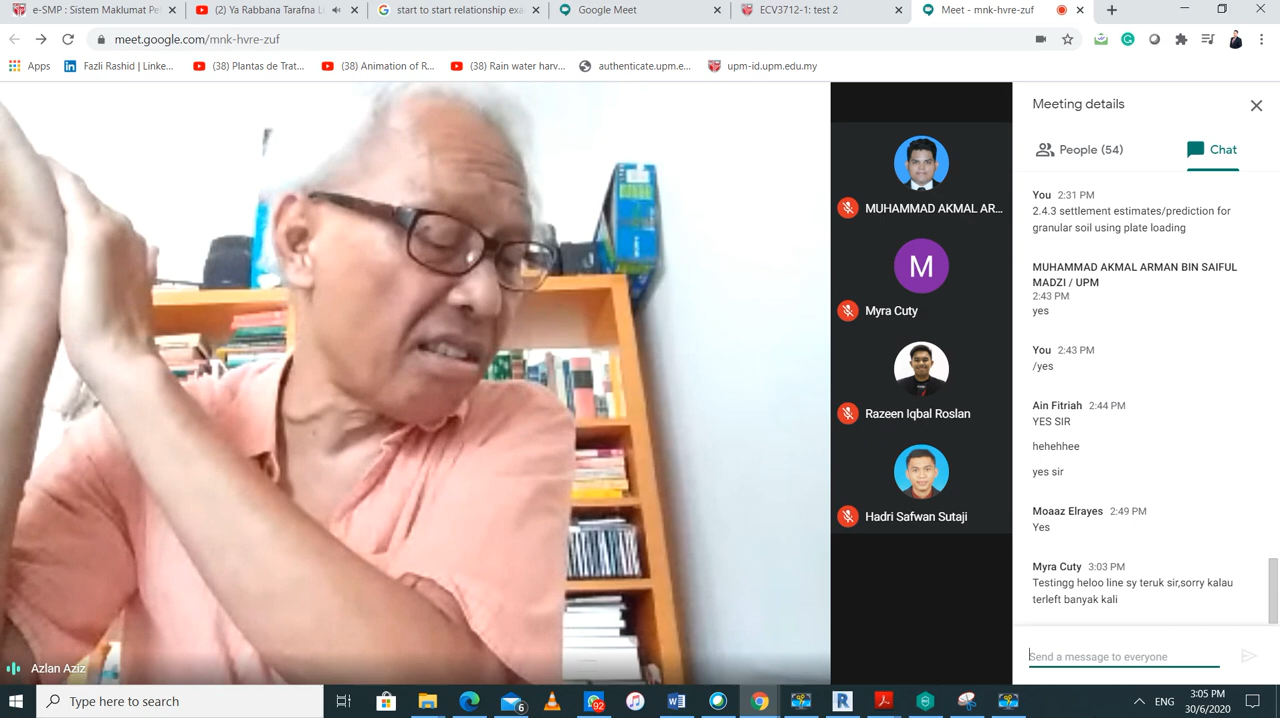 e-SMP : Sistem Maklumat Pel
(2) Ya Rabbana Tarafna L
start to start relationship exa
Google Meet
ECV3712-1: test 2
Meet - mnk-hvre-zuf
meet.google.com/mnk-hvre-zuf
Apps
Fazli Rashid | Linke...
(38) Plantas de Trat...
(38) Animation of R...
(38) Rain water harv...
authenticate.upm.e...
upm-id.upm.edu.my
Azlan Aziz
MUHAMMAD AKMAL AR...
M
Myra Cuty
Razeen Iqbal Roslan
Hadri Safwan Sutaji
Meeting details
People (54)
Chat
You 2:31 PM
2.4.3 settlement estimates/prediction for
granular soil using plate loading
MUHAMMAD AKMAL ARMAN BIN SAIFUL
MADZI / UPM
2:43 PM
yes
You 2:43 PM
/yes
Ain Fitriah 2:44 PM
YES SIR
hehehhee
yes sir
Moaaz Elrayes 2:49 PM
Yes
Myra Cuty 3:03 PM
Testingg heloo line sy teruk sir,sorry kalau
terleft banyak kali
Send a message to everyone
Type here to search
6
92
ENG
3:05 PM
30/6/2020